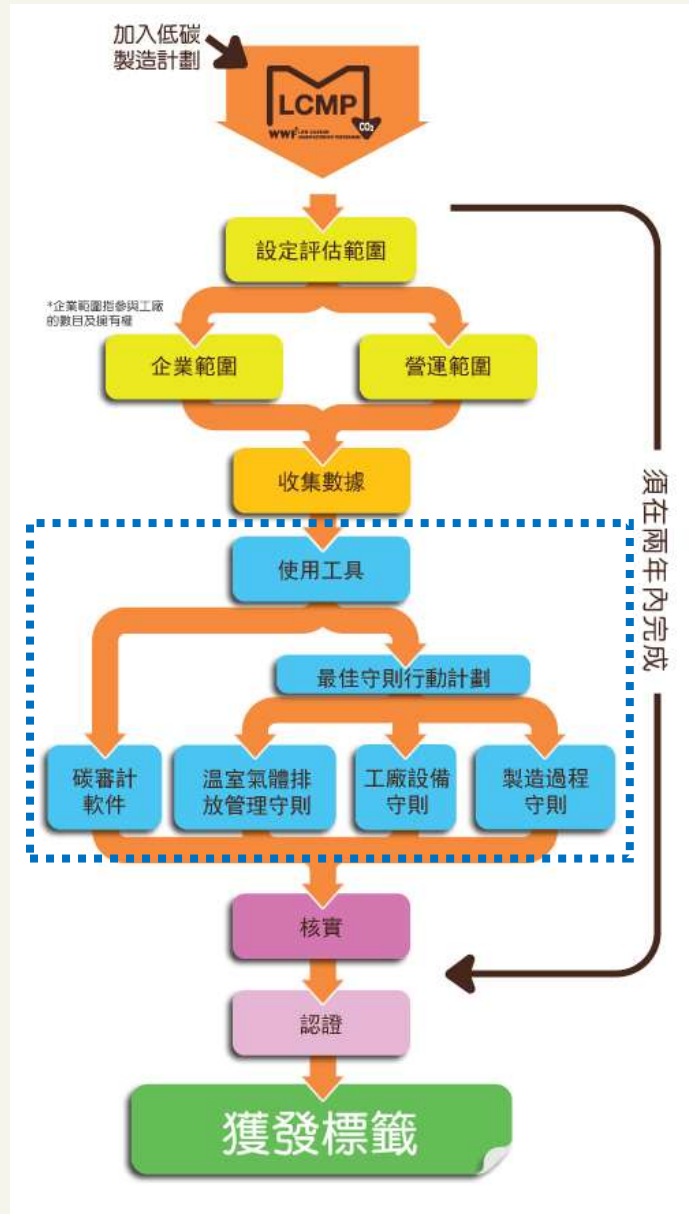 加入低碳
製造計劃
LCMP
CO₂
WWF LOW CARBON
MANUFACTURING PROGRAMME
設定評估範圍
*企業範圍指參與工廠
的數目及擁有權
企業範圍
營運範圍
收集數據
使用工具
最佳守則行動計劃
碳審計
軟件
温室氣體排
放管理守則
工廠設備
守則
製造過程
守則
核實
認證
獲發標籤
須在兩年內完成